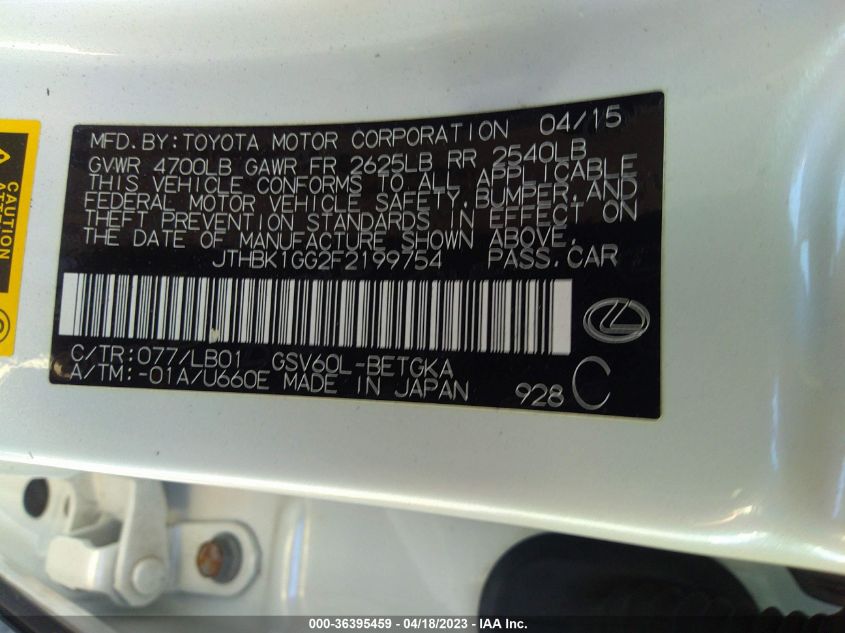 MFD.BY:TOYOTA MOTOR CORPORATION 04/15
GVWR 4700LB GAWR FR 2625LB RR 2540LB
THIS VEHICLE CONFORMS TO ALL APPLICABLE
FEDERAL MOTOR VEHICLE SAFETY,BUMPER,AND
THEFT PREVENTION STANDARDS IN EFFECT ON
THE DATE OF MANUFACTURE SHOWN ABOVE.
JTHBK1GG2F2199754 PASS.CAR
C/TR:077/LB01 GSV60L-BETGKA
A/TM:-01A/U660E MADE IN JAPAN 928 C
CAUTION
000-36395459 - 04/18/2023 - IAA Inc.